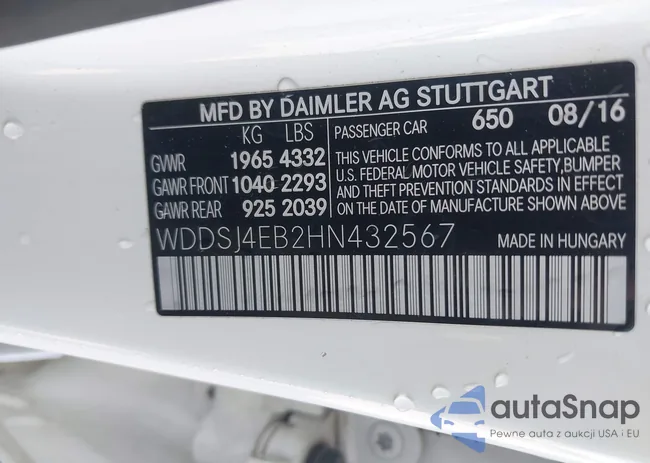 MFD BY DAIMLER AG STUTTGART
KG LBS
GVWR 1965 4332
GAWR FRONT 1040 2293
GAWR REAR 925 2039
PASSENGER CAR 650 08/16
THIS VEHICLE CONFORMS TO ALL APPLICABLE
U.S. FEDERAL MOTOR VEHICLE SAFETY, BUMPER
AND THEFT PREVENTION STANDARDS IN EFFECT
ON THE DATE OF MANUFACTURE SHOWN ABOVE
WDDSJ4EB2HN432567 MADE IN HUNGARY
autaSnap
Pewne auta z aukcji USA i EU